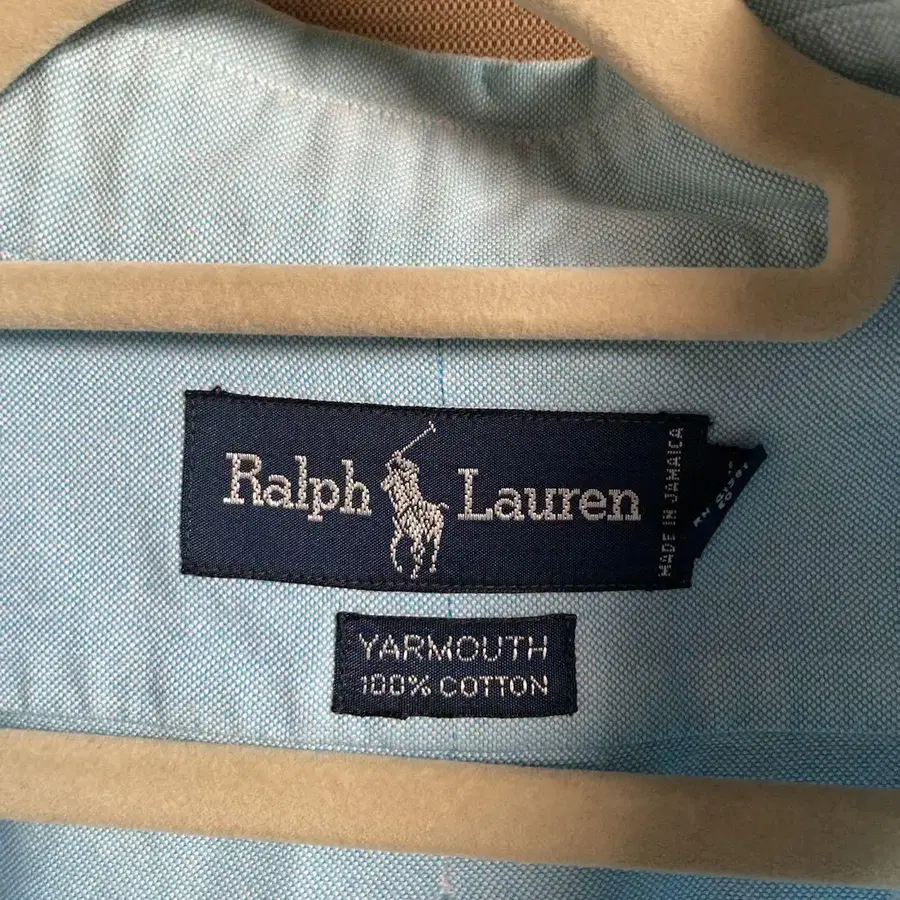 Ralph Lauren
MADE IN JAMAICA
YARMOUTH
100% COTTON